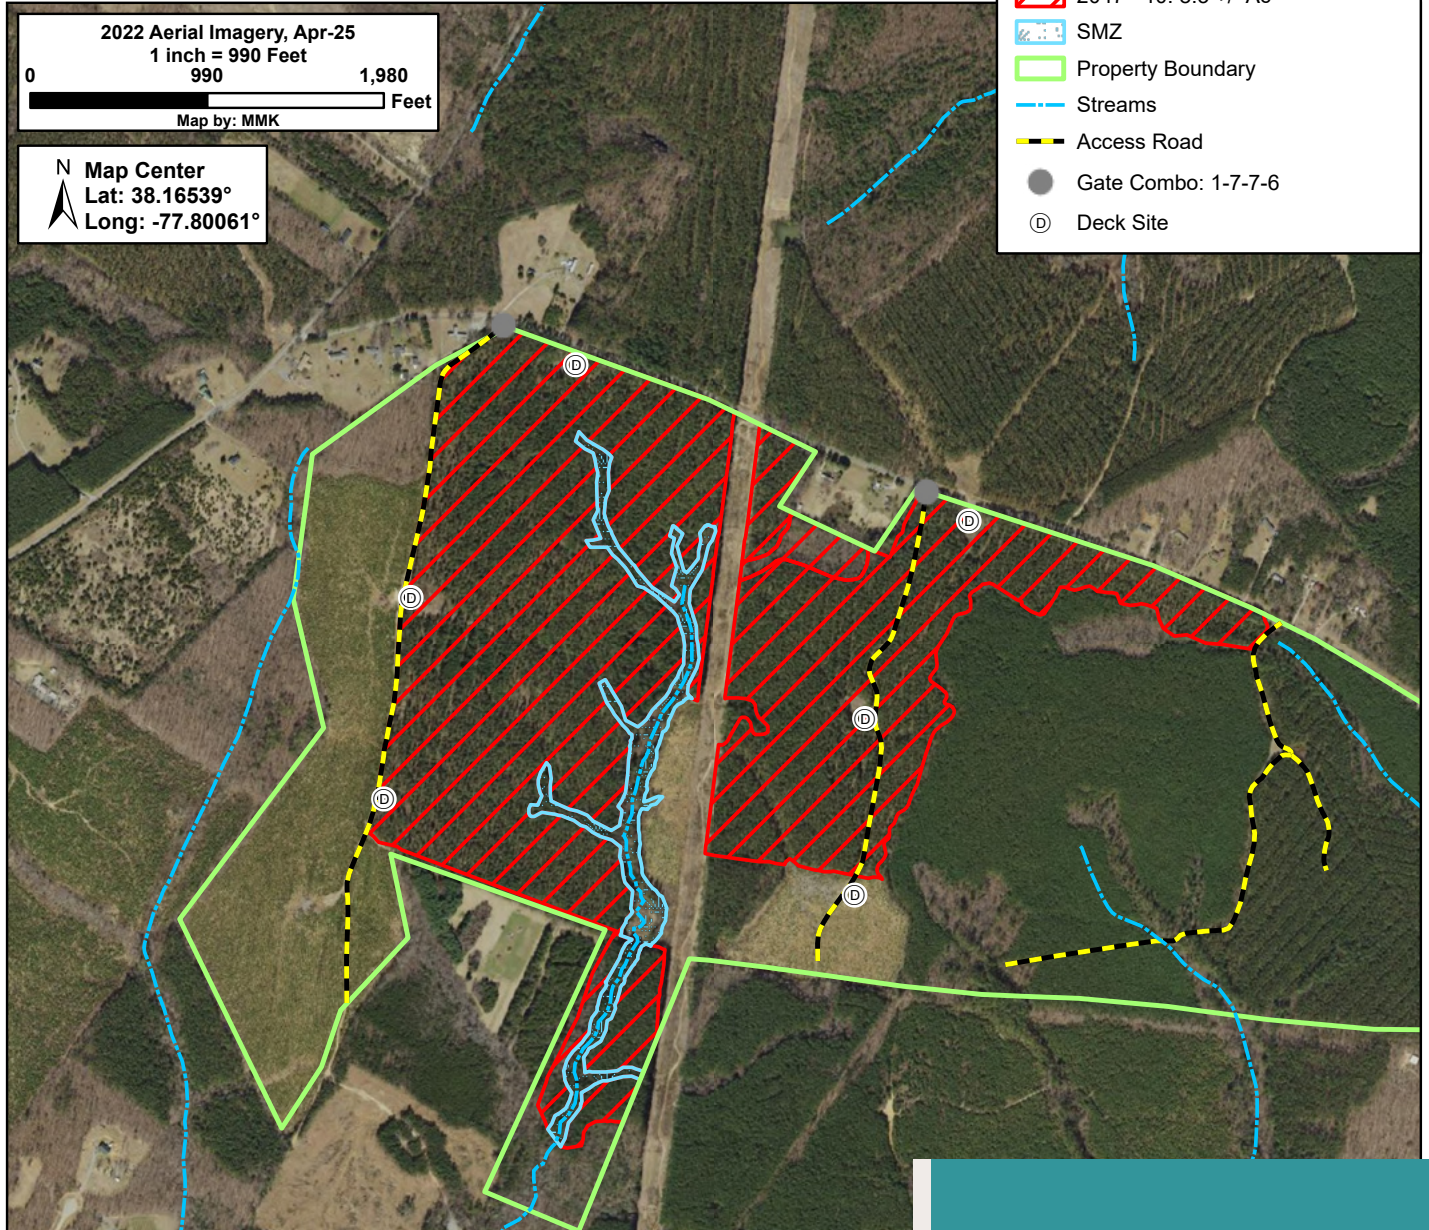 2022 Aerial Imagery, Apr-25
1 inch = 990 Feet
0 990 1,980
Feet
Map by: MMK
N
Map Center
Lat: 38.16539°
Long: -77.80061°
SMZ
Property Boundary
Streams
Access Road
Gate Combo: 1-7-7-6
D Deck Site
D
D
D
D
D
D